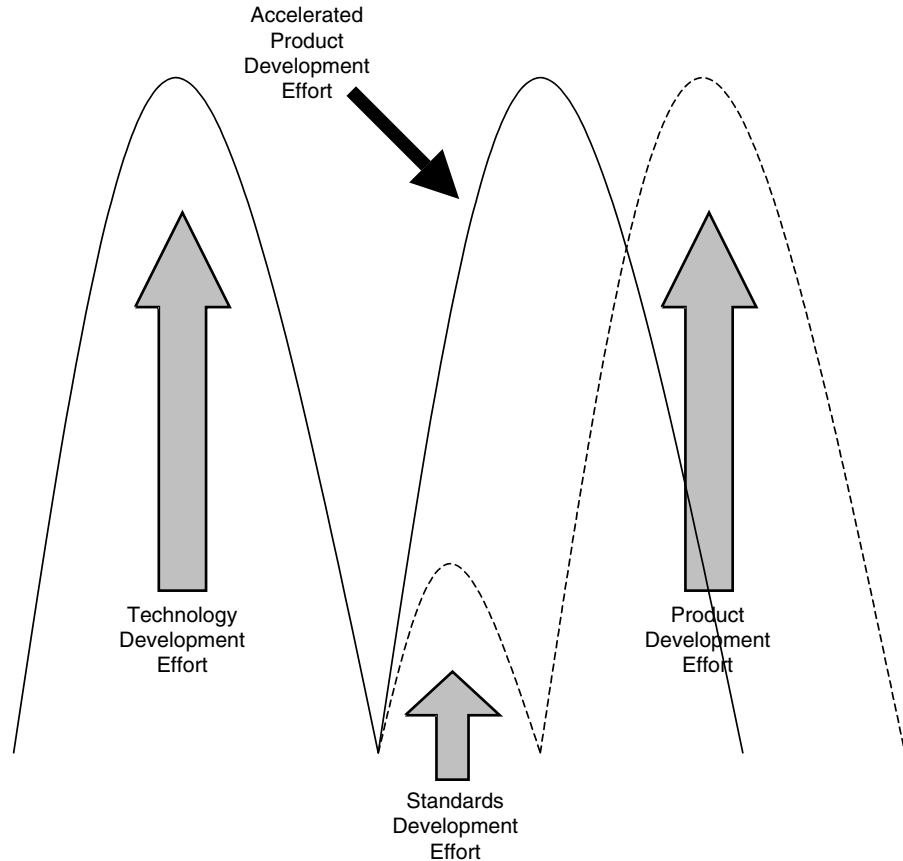 Accelerated
Product
Development
Effort
Technology
Development
Effort
Product
Development
Effort
Standards
Development
Effort